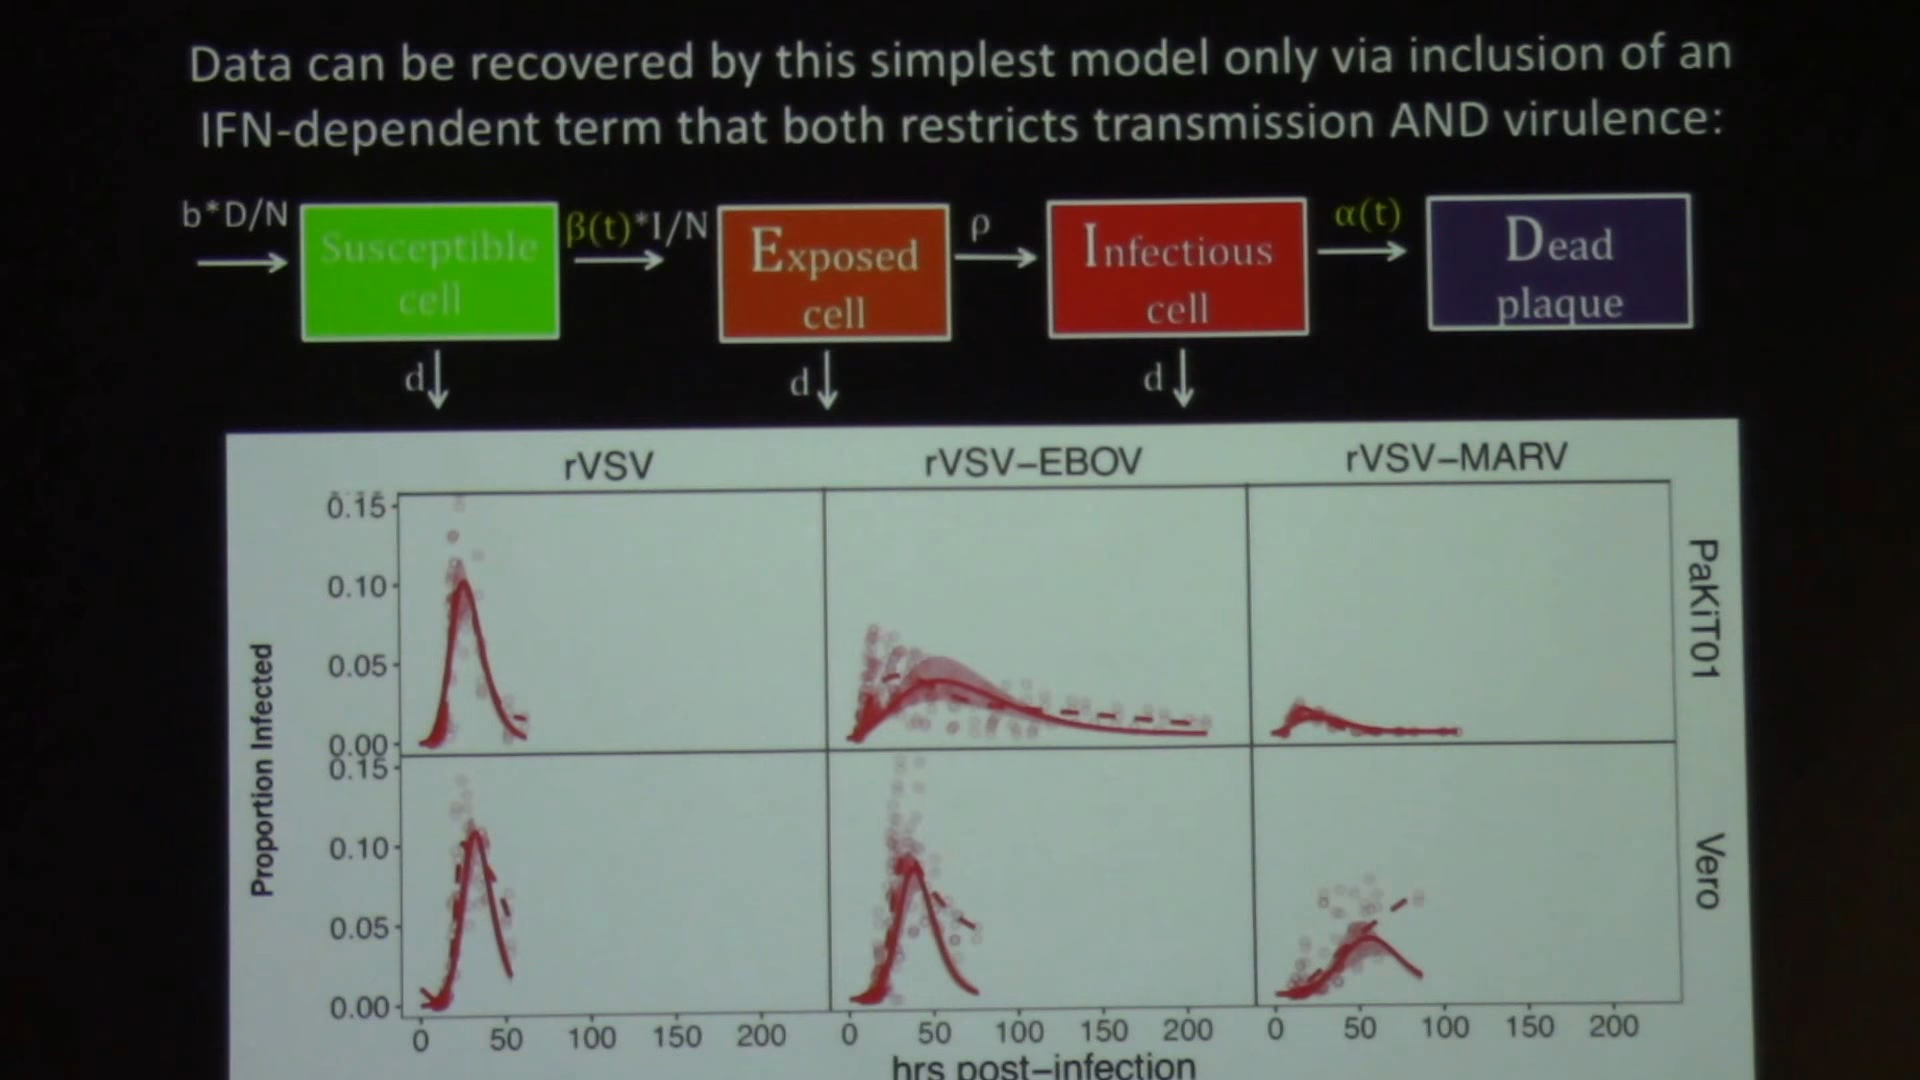 Data can be recovered by this simplest model only via inclusion of an
IFN-dependent term that both restricts transmission AND virulence:
b*D/N
Susceptible
cell
β(t)*I/N
Exposed
cell
ρ
Infectious
cell
α(t)
Dead
plaque
d
d
d
rVSV
rVSV-EBOV
rVSV-MARV
Proportion Infected
0.15
0.10
0.05
0.00
PaKiT01
0.15
0.10
0.05
0.00
Vero
0 50 100 150 200
0 50 100 150 200
0 50 100 150 200
hrs post-infection